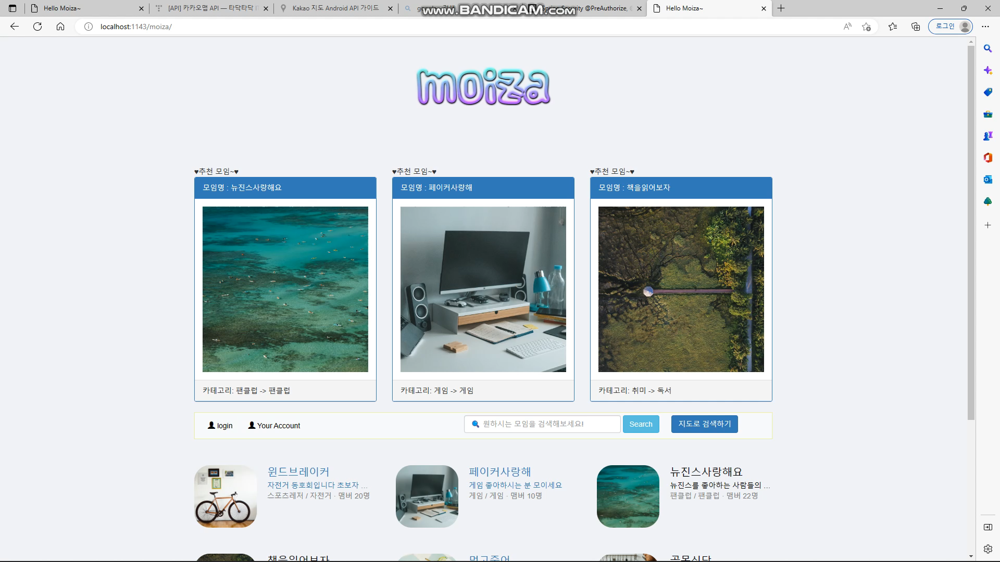 Hello Moiza~
[API] 카카오맵 API — 타닥타닥
Kakao 지도 Android API 가이드
Spring Security @PreAuthorize,
Hello Moiza~
www.BANDICAM.com
localhost:1143/moiza/
로그인
moiza
♥추천 모임~♥
♥추천 모임~♥
♥추천 모임~♥
모임명 : 뉴진스사랑해요
모임명 : 페이커사랑해
모임명 : 책을읽어보자
카테고리: 팬클럽 -> 팬클럽
카테고리: 게임 -> 게임
카테고리: 취미 -> 독서
login
Your Account
원하시는 모임을 검색해보세요!
Search
지도로 검색하기
윈드브레이커
자전거 동호회입니다 초보자 ...
스포츠레저 / 자전거 · 맴버 20명
페이커사랑해
게임 좋아하시는 분 모이세요
게임 / 게임 · 맴버 10명
뉴진스사랑해요
뉴진스를 좋아하는 사람들의 ...
팬클럽 / 팬클럽 · 맴버 22명
책을읽어보자
먹고죽어
골목식당